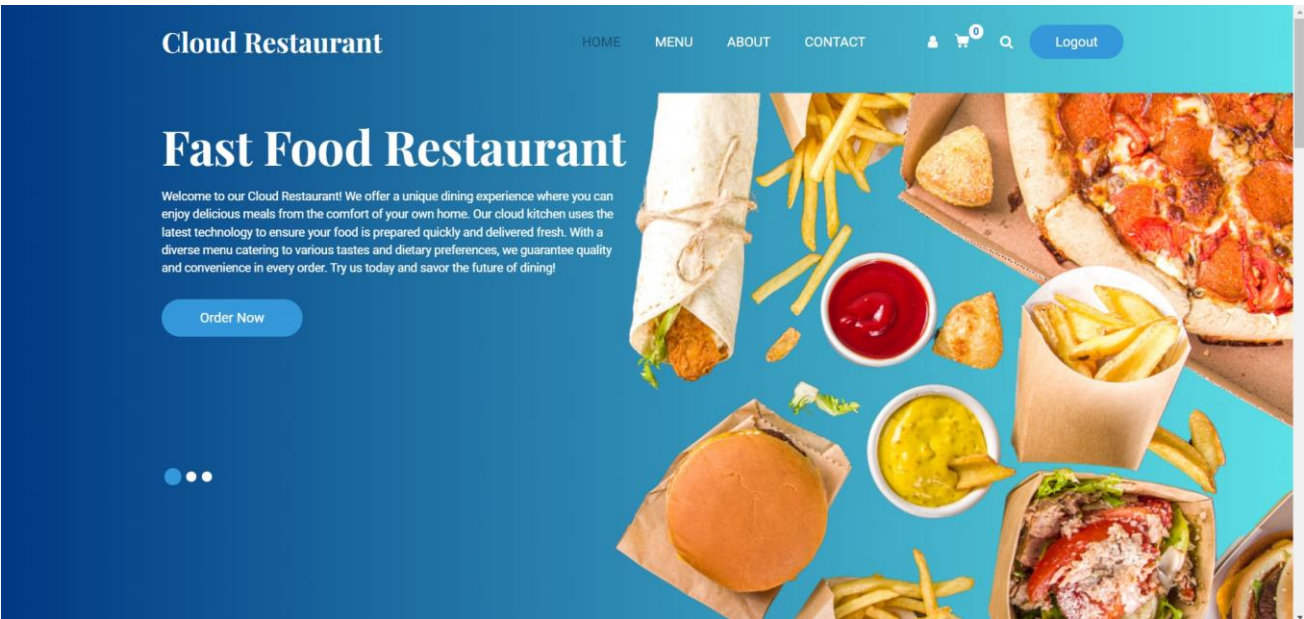 Cloud Restaurant
HOME MENU ABOUT CONTACT 0 Logout
Fast Food Restaurant
Welcome to our Cloud Restaurant! We offer a unique dining experience where you can
enjoy delicious meals from the comfort of your own home. Our cloud kitchen uses the
latest technology to ensure your food is prepared quickly and delivered fresh. With a
diverse menu catering to various tastes and dietary preferences, we guarantee quality
and convenience in every order. Try us today and savor the future of dining!
Order Now